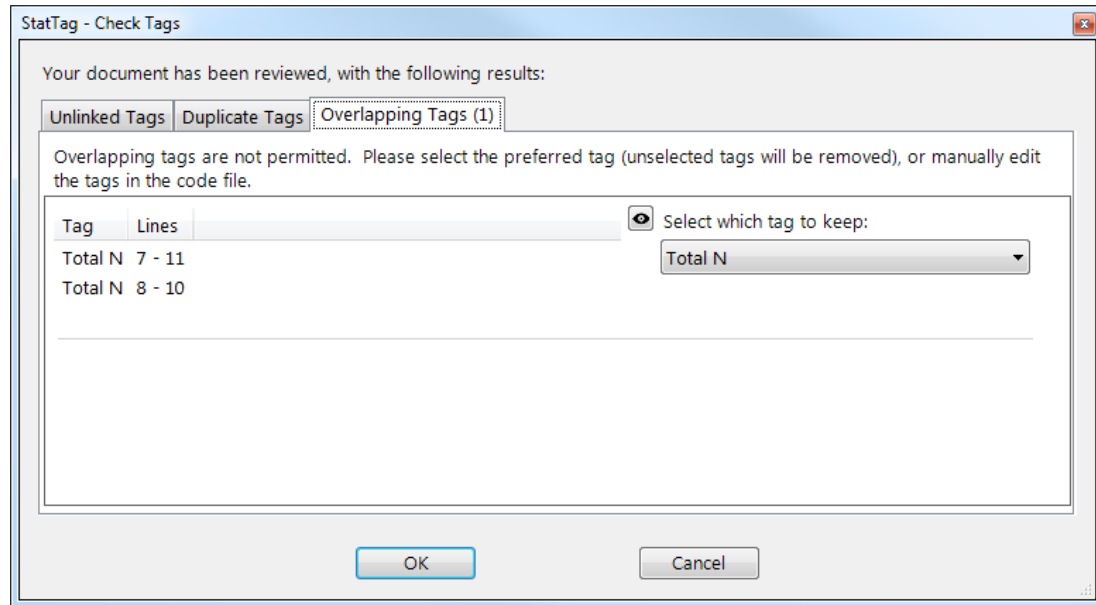 StatTag - Check Tags
Your document has been reviewed, with the following results:
Unlinked Tags Duplicate Tags Overlapping Tags (1)
Overlapping tags are not permitted.  Please select the preferred tag (unselected tags will be removed), or manually edit
the tags in the code file.
Tag Lines
Select which tag to keep:
Total N 7 - 11
Total N
Total N 8 - 10
OK Cancel